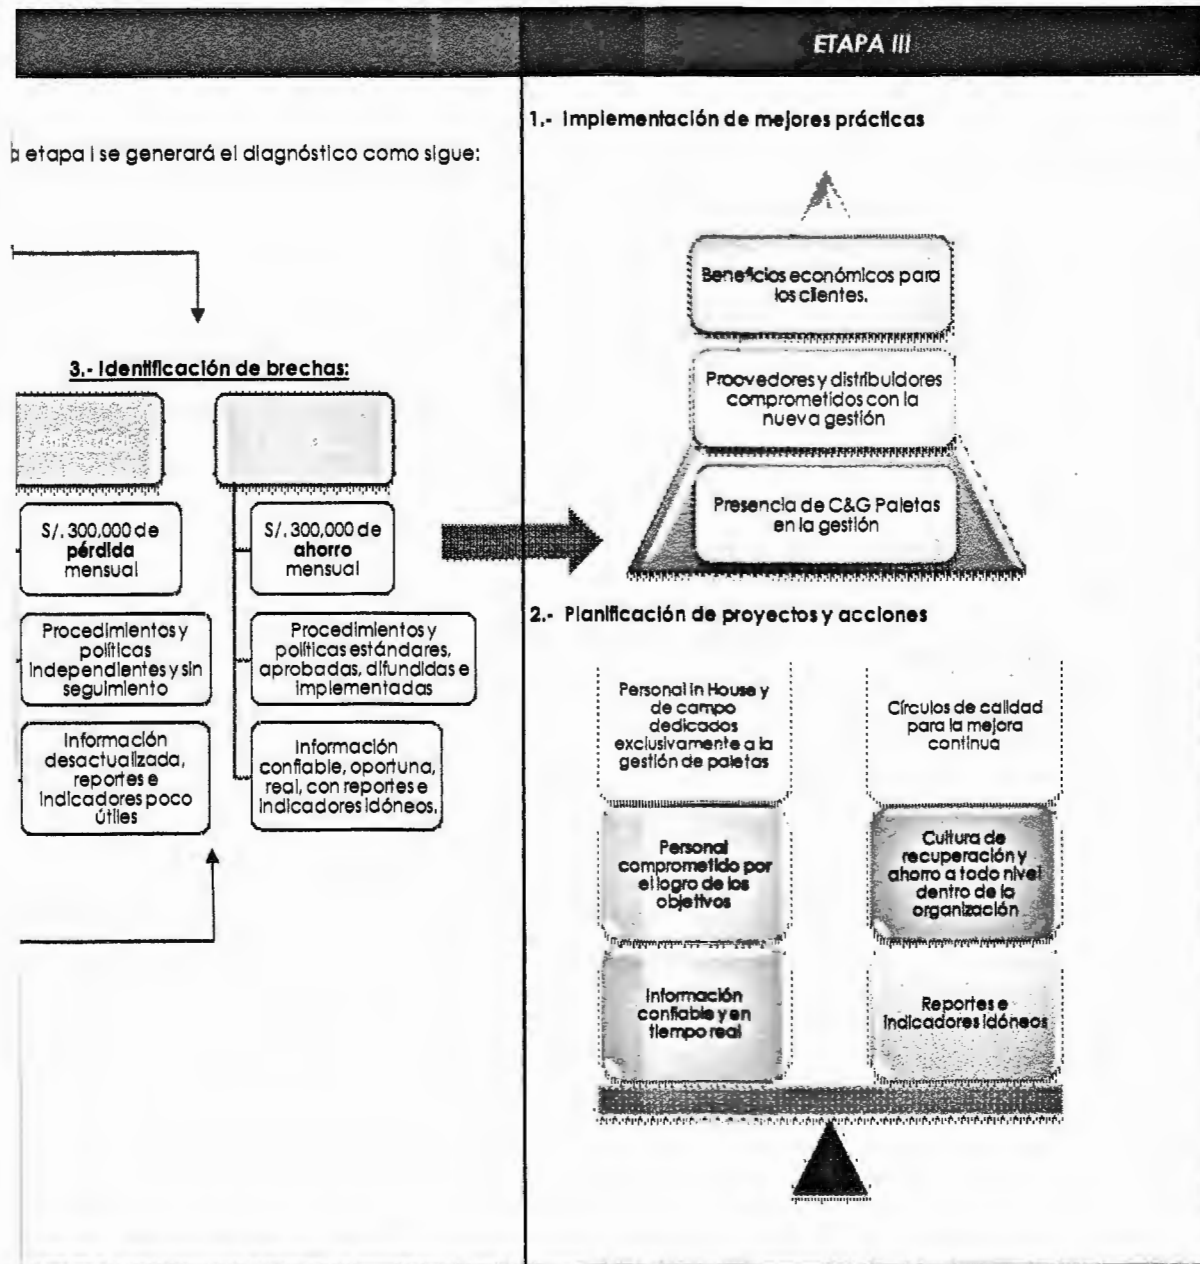 ETAPA III
a etapa I se generará el diagnóstico como sigue:
3.- Identificación de brechas:
S/. 300,000 de
pérdida
mensual
Procedimientos y
políticas
independientes y sin
seguimiento
Información
desactualizada,
reportes e
indicadores poco
útiles
S/. 300,000 de
ahorro
mensual
Procedimientos y
políticas estándares,
aprobadas, difundidas e
implementadas
Información
confiable, oportuna,
real, con reportes e
indicadores idóneos.
1.- Implementación de mejores prácticas
Beneficios económicos para
los clientes.
Proovedores y distribuidores
comprometidos con la
nueva gestión
Presencia de C&G Paletas
en la gestión
2.- Planificación de proyectos y acciones
Personal in House y
de campo
dedicados
exclusivamente a la
gestión de paletas
Personal
comprometido por
el logro de los
objetivos
Información
confiable y en
tiempo real
Círculos de calidad
para la mejora
continua
Cultura de
recuperación y
ahorro a todo nivel
dentro de la
organización
Reportes e
indicadores idóneos